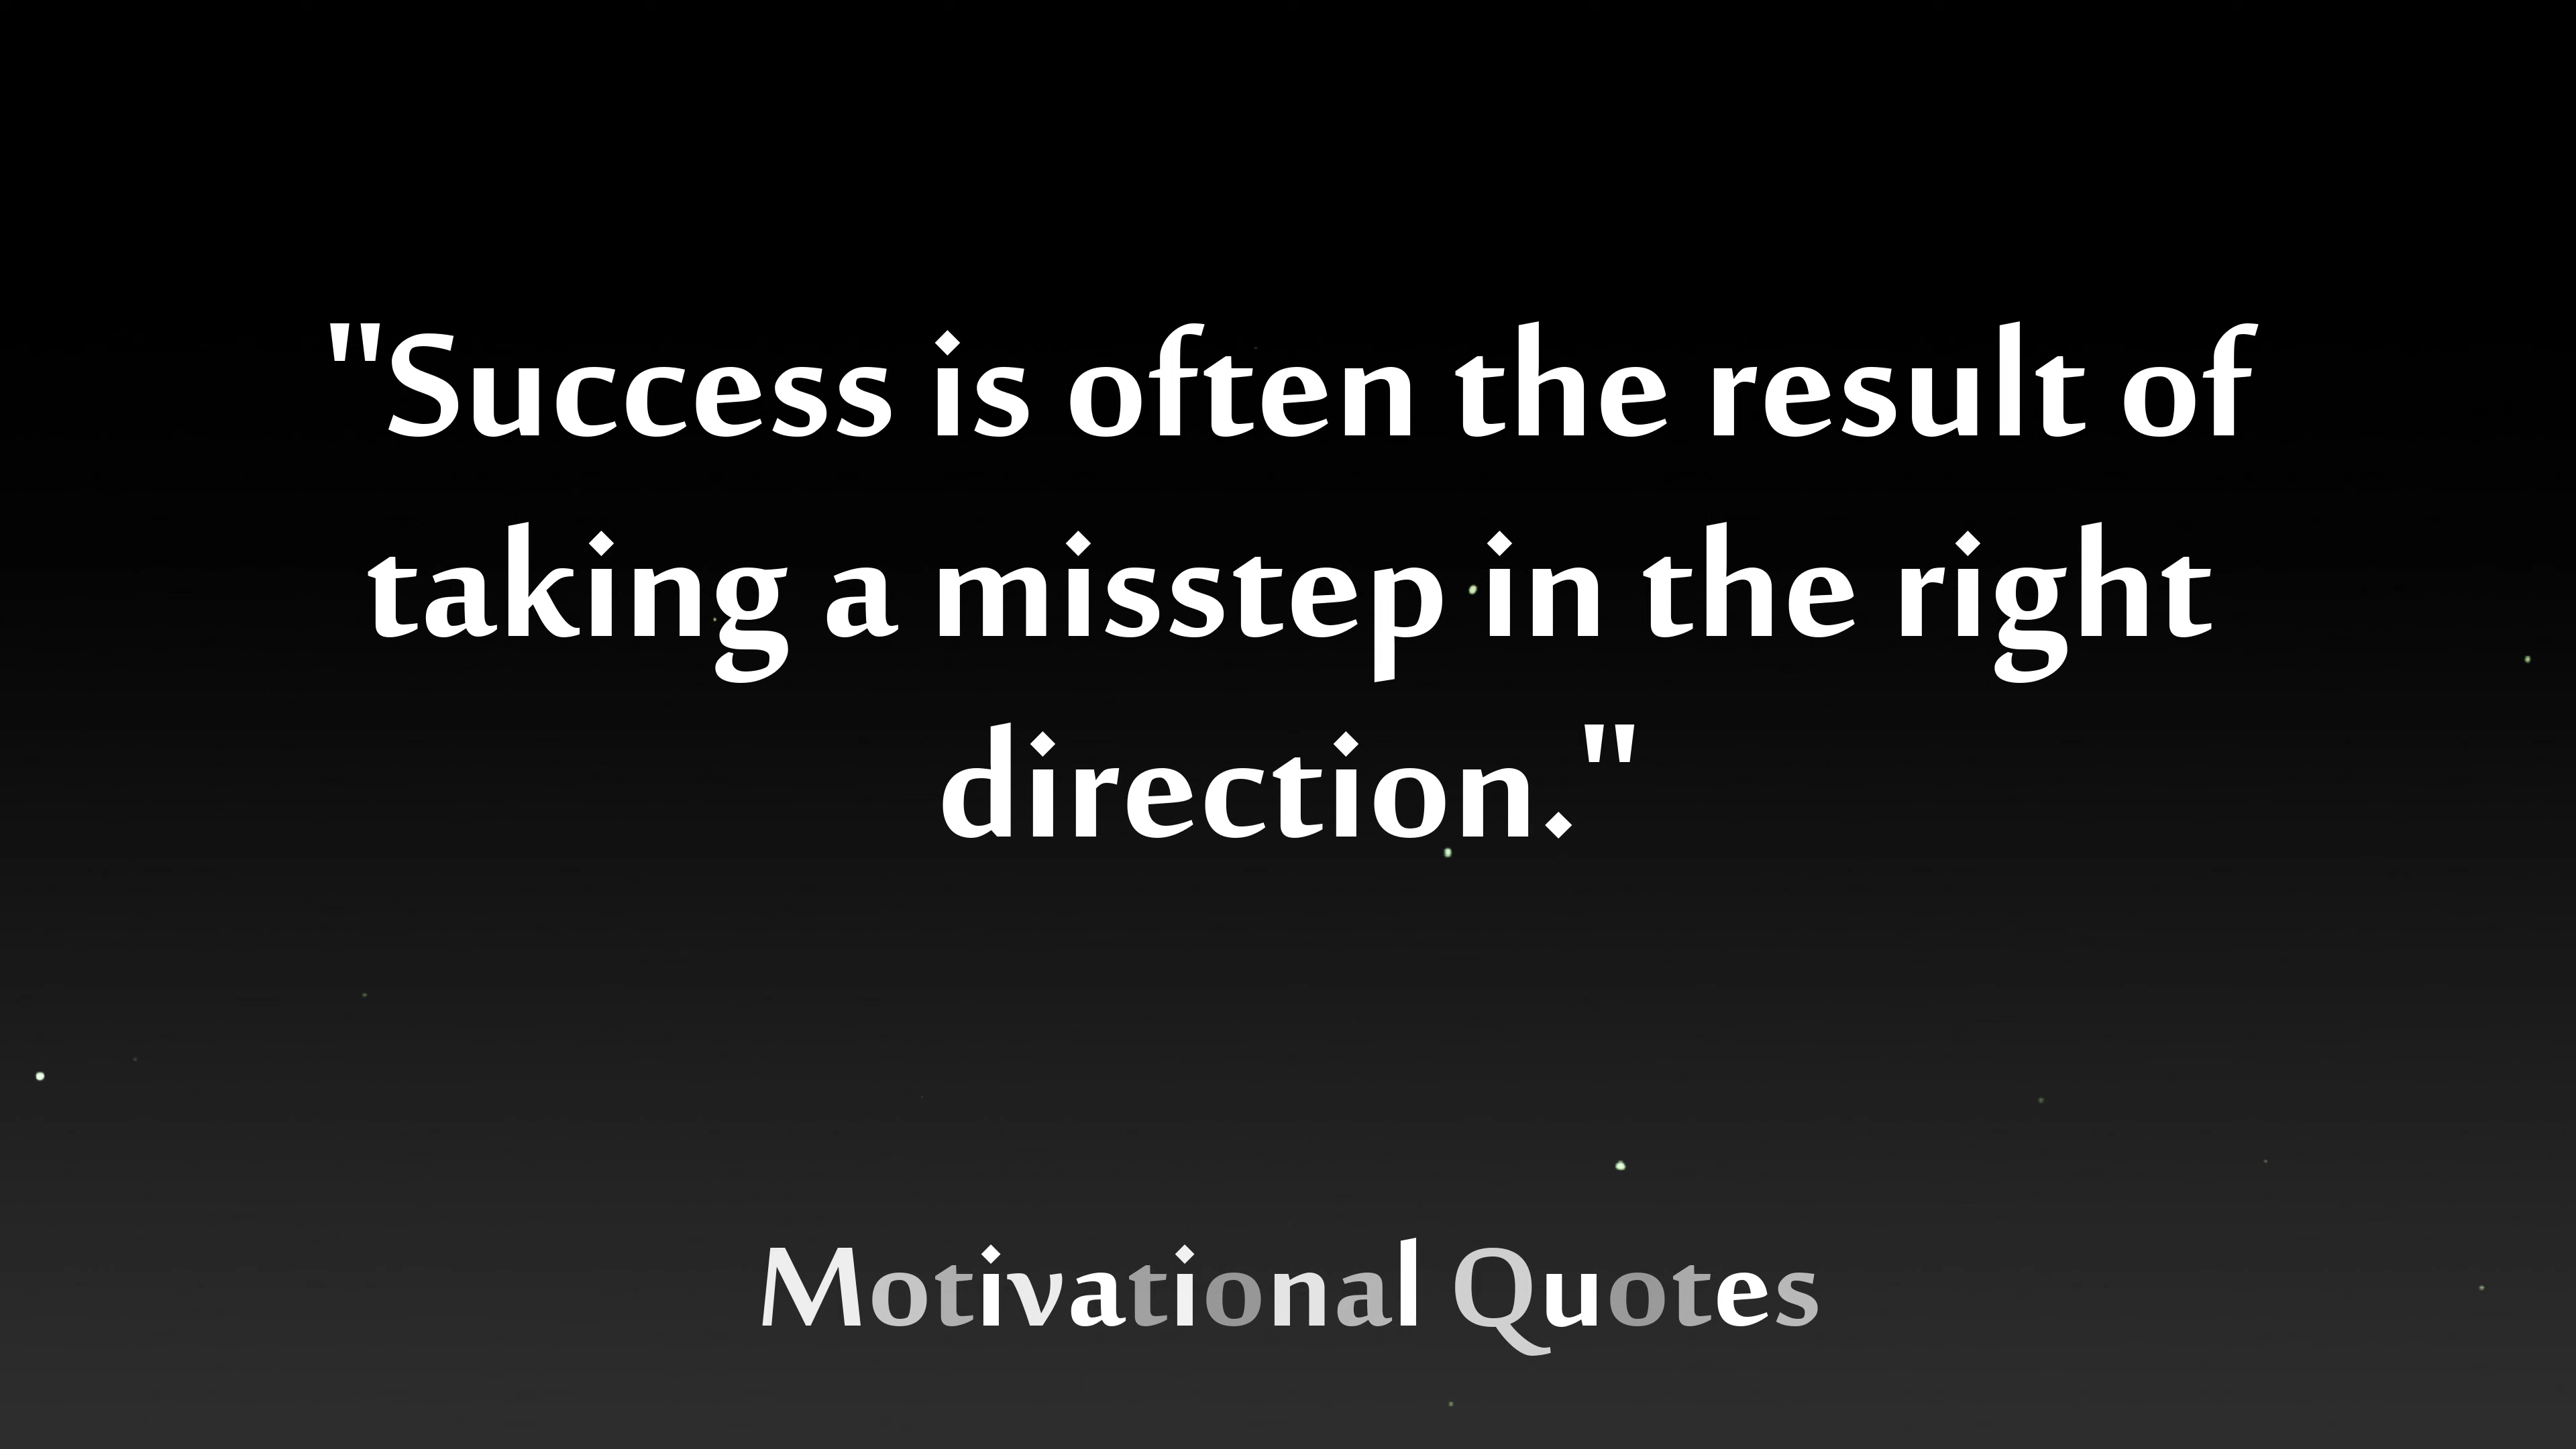 "Success is often the result of
taking a misstep in the right
direction."
Motivational Quotes